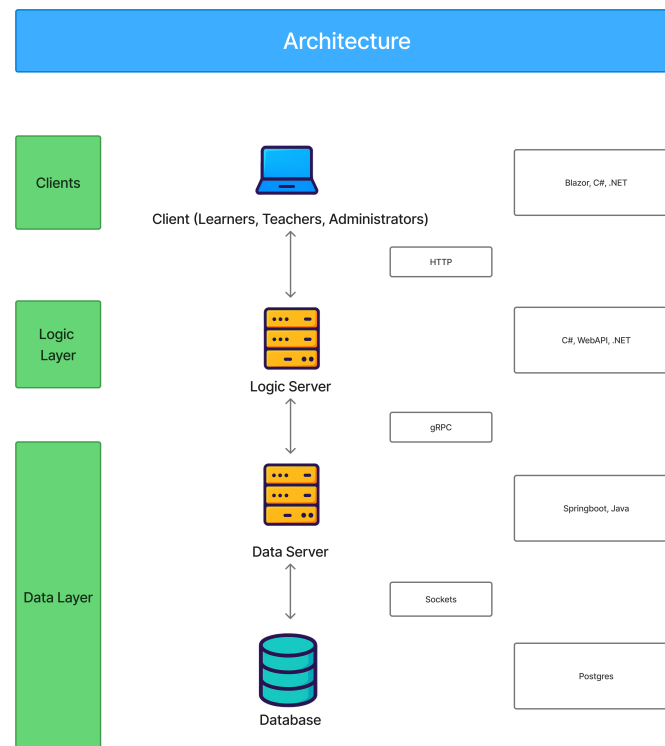 Architecture
Clients
Client (Learners, Teachers, Administrators)
Blazor, C#, .NET
HTTP
Logic
Layer
Logic Server
C#, WebAPI, .NET
gRPC
Data Layer
Data Server
Springboot, Java
Sockets
Database
Postgres